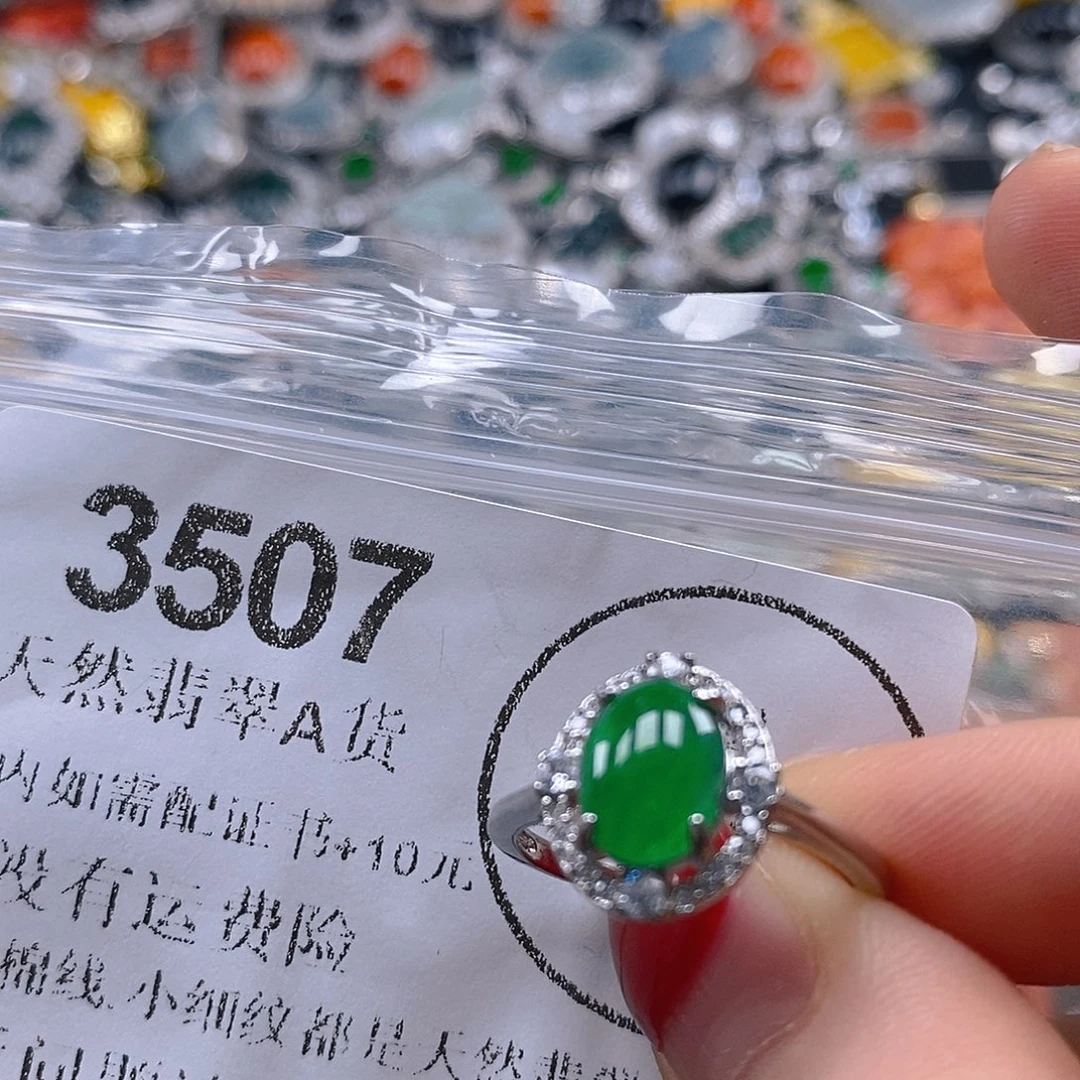 3507
天然翡翠A货
内如需配证书+10元
没有运费险
棉线、小细纹都是天然翡